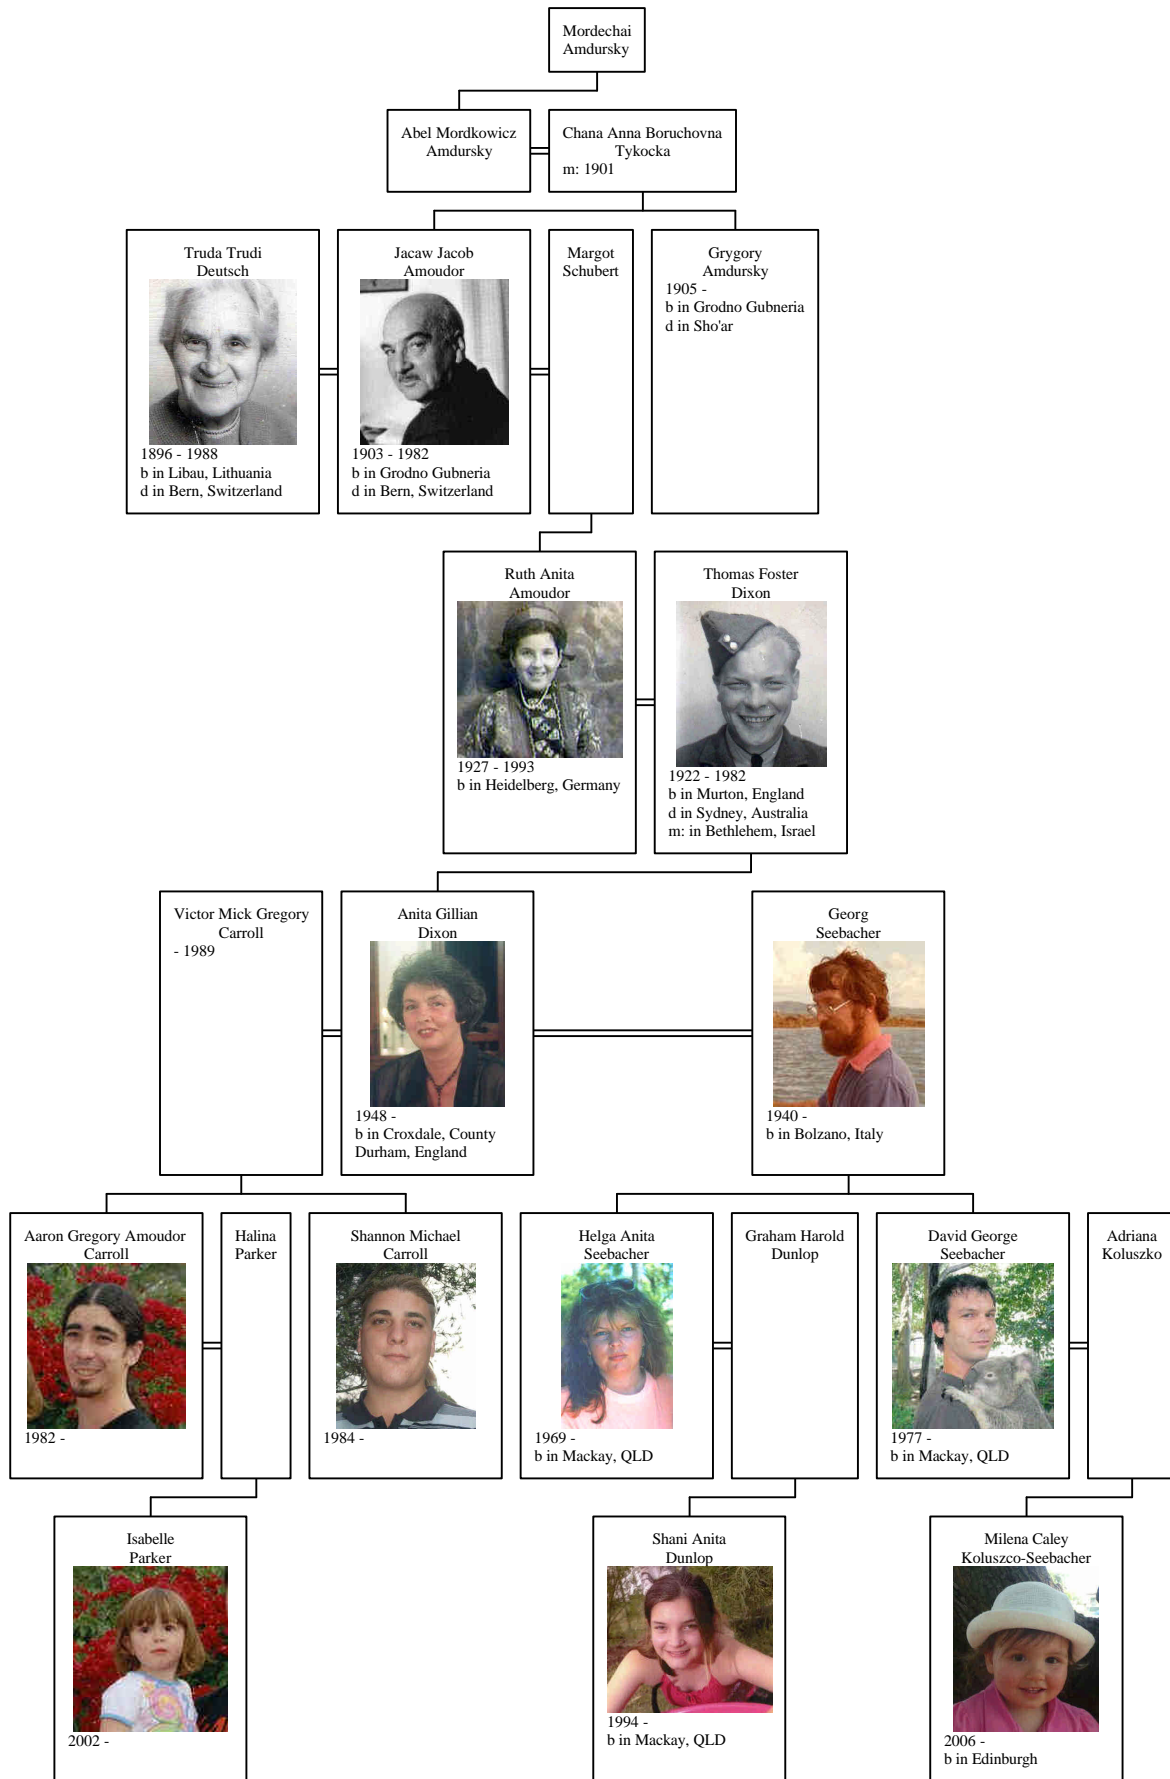 Mordechai
Amdursky
Abel Mordkowicz
Amdursky
Chana Anna Boruchovna
Tykocka
m: 1901
Truda Trudi
Deutsch
1896 - 1988
b in Libau, Lithuania
d in Bern, Switzerland
Jacaw Jacob
Amoudor
1903 - 1982
b in Grodno Gubneria
d in Bern, Switzerland
Margot
Schubert
Grygory
Amdursky
1905 -
b in Grodno Gubneria
d in Sho'ar
Ruth Anita
Amoudor
1927 - 1993
b in Heidelberg, Germany
Thomas Foster
Dixon
1922 - 1982
b in Murton, England
d in Sydney, Australia
m: in Bethlehem, Israel
Victor Mick Gregory
Carroll
- 1989
Anita Gillian
Dixon
1948 -
b in Croxdale, County
Durham, England
Georg
Seebacher
1940 -
b in Bolzano, Italy
Aaron Gregory Amoudor
Carroll
1982 -
Halina
Parker
Shannon Michael
Carroll
1984 -
Helga Anita
Seebacher
1969 -
b in Mackay, QLD
Graham Harold
Dunlop
David George
Seebacher
1977 -
b in Mackay, QLD
Adriana
Koluszko
Isabelle
Parker
2002 -
Shani Anita
Dunlop
1994 -
b in Mackay, QLD
Milena Caley
Koluszco-Seebacher
2006 -
b in Edinburgh